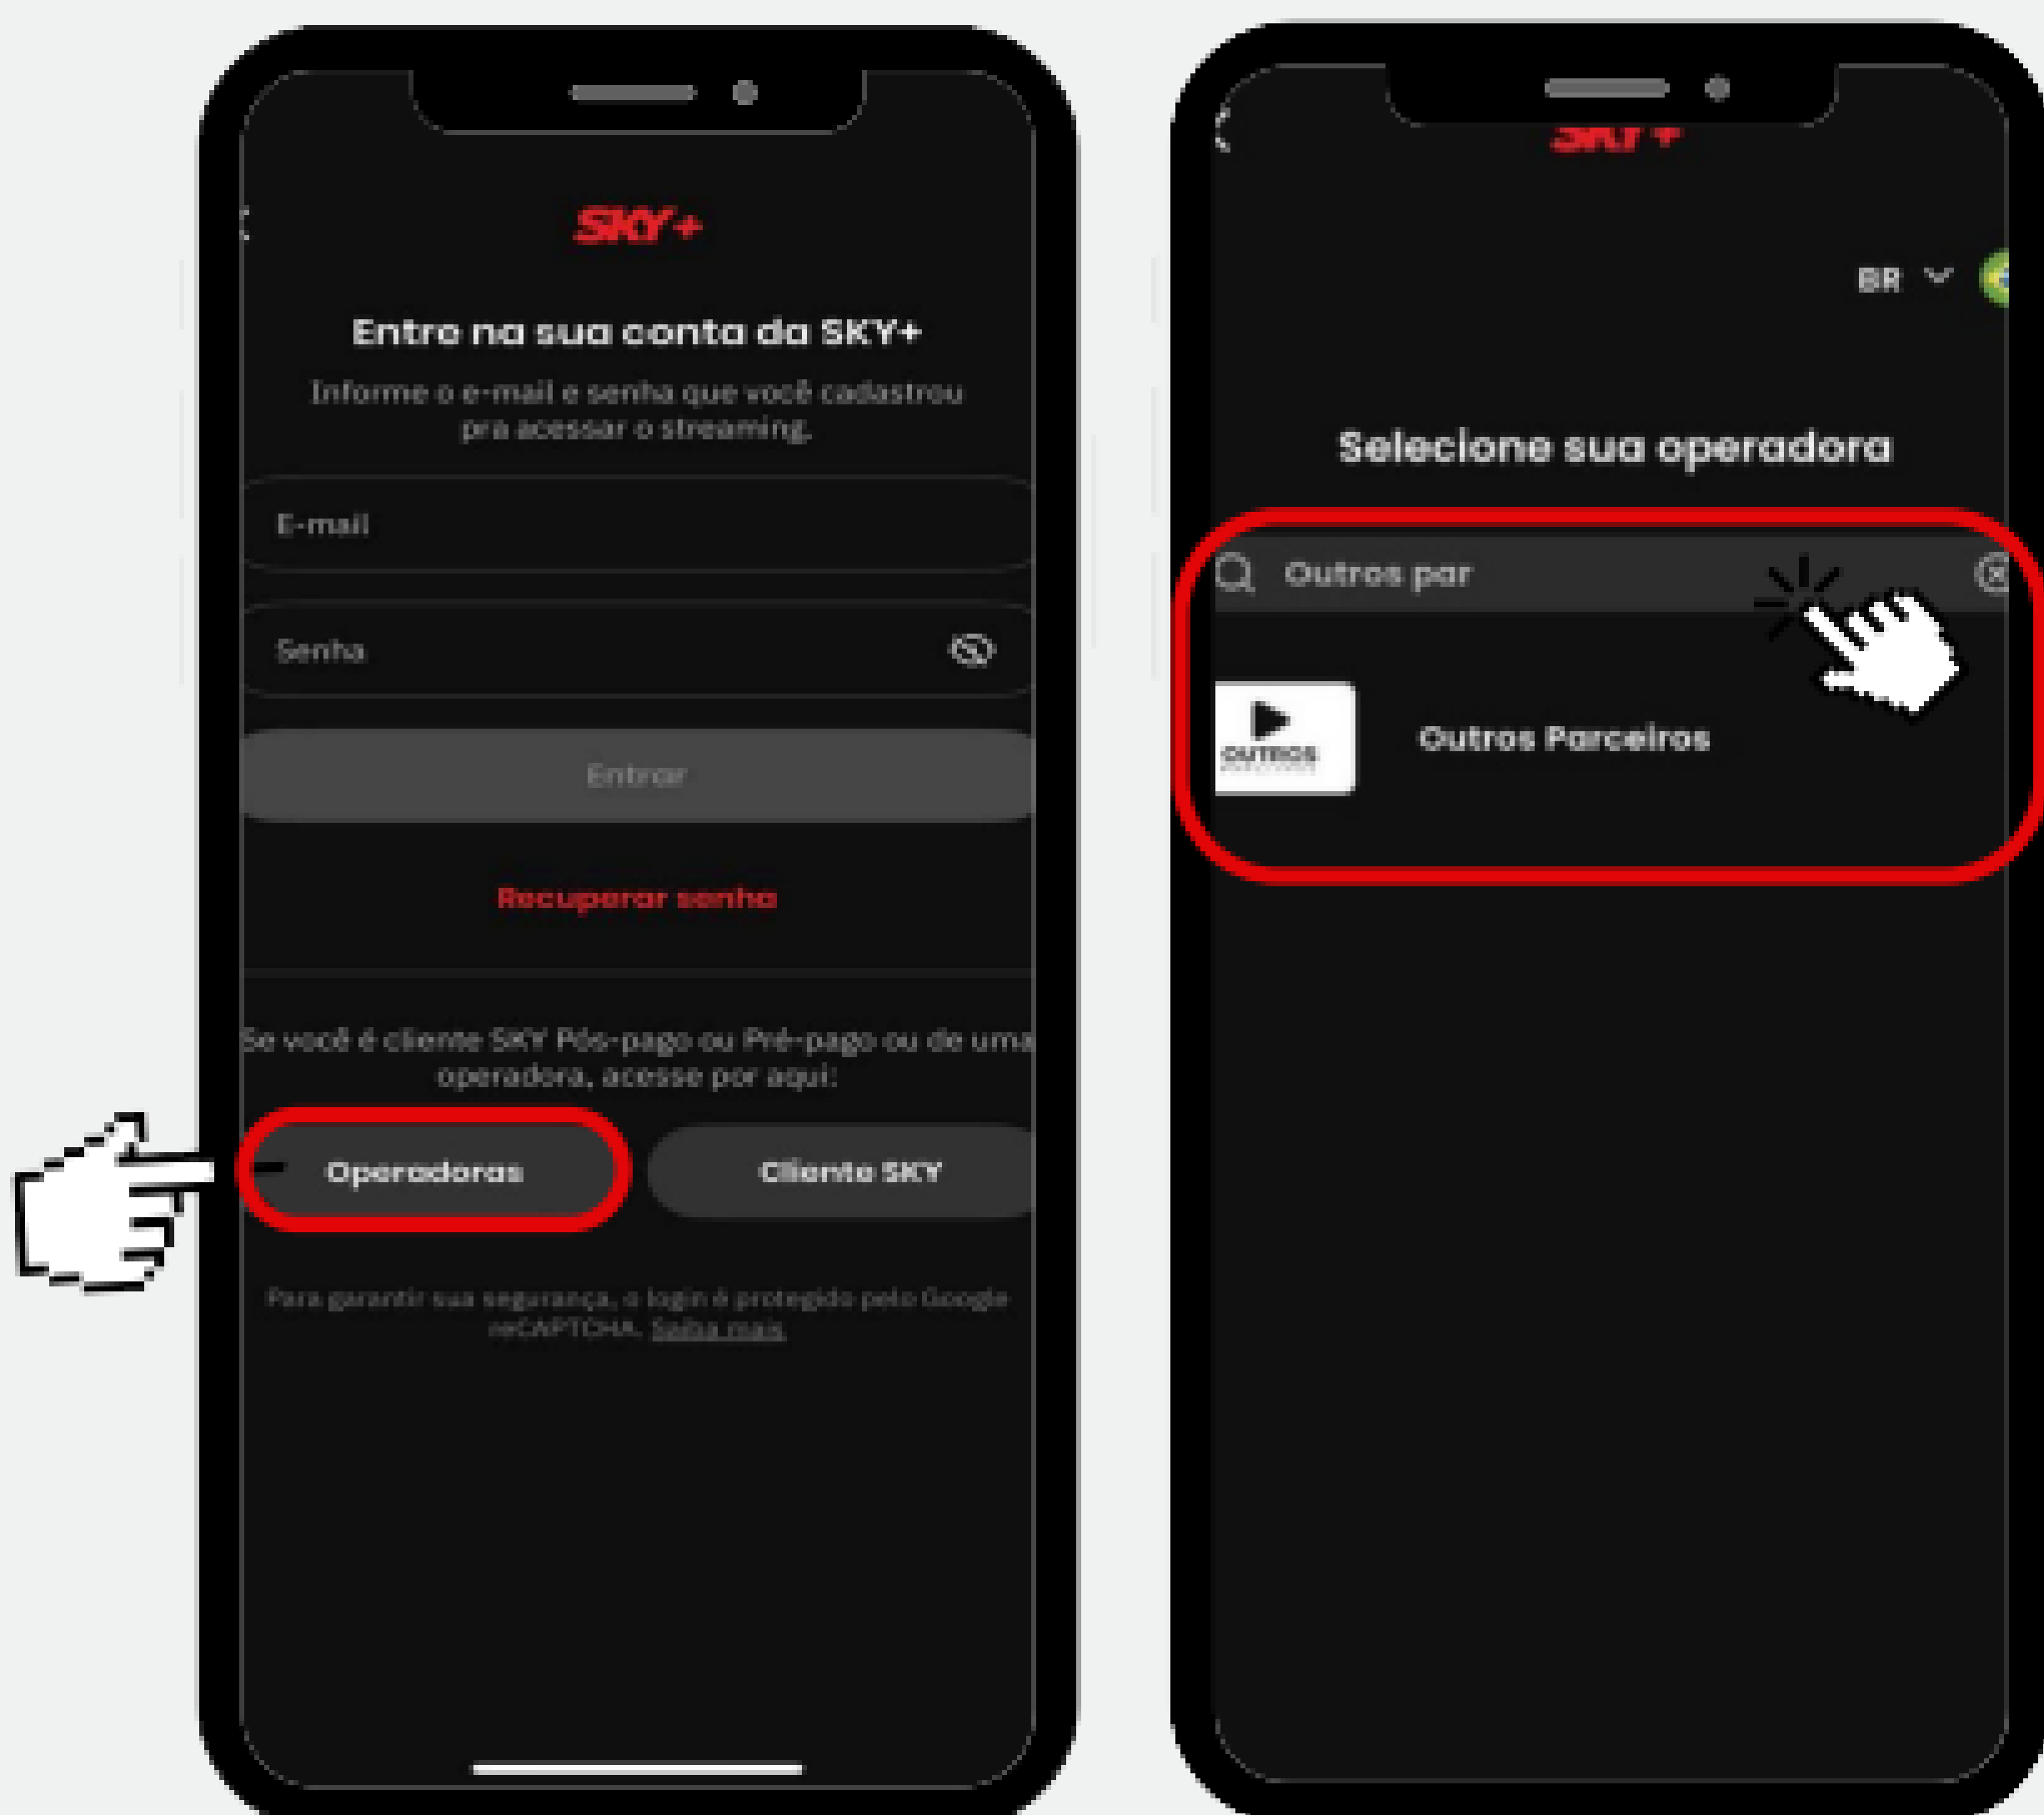 SKY+
Entre na sua conta da SKY+
Informe o e-mail e senha que você cadastrou
pra acessar o streaming.
E-mail
Senha
Entrar
Recuperar senha
Se você é cliente SKY Pós-pago ou Pré-pago ou de uma
operadora, acesse por aqui:
Operadoras
Cliente SKY
Para garantir sua segurança, o login é protegido pelo Google
reCAPTCHA. Saiba mais
SKY+
BR
Selecione sua operadora
Outros par
OUTROS
Outros Parceiros